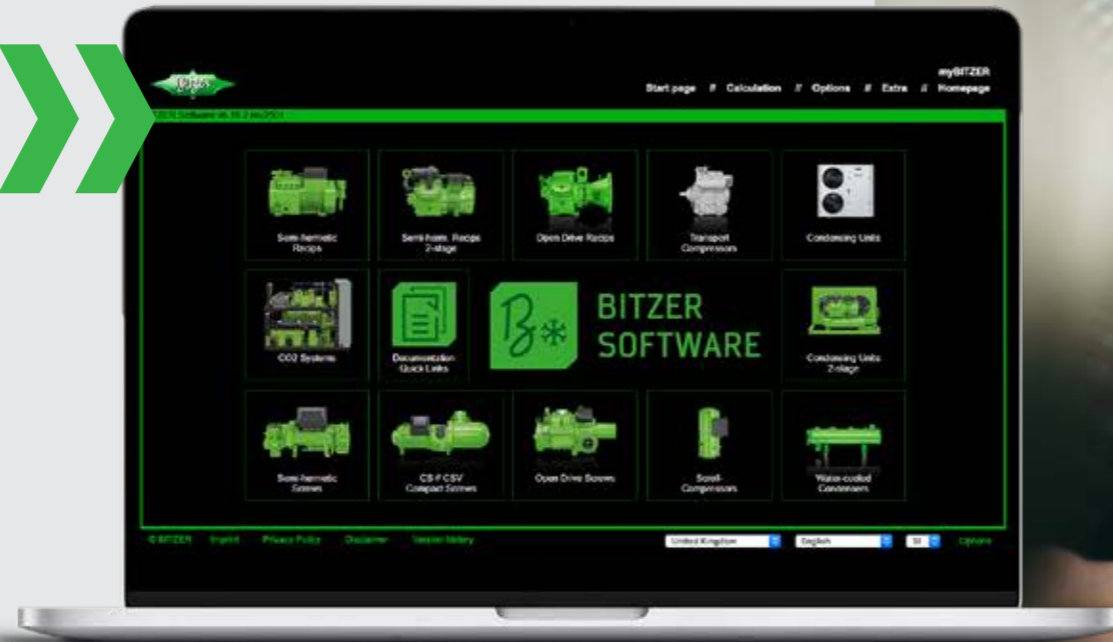 Bitzer
myBITZER
Start page // Calculation // Options // Extra // Homepage
BITZER Software
Semi-hermetic
Recips
Semi-herm. Recips
2-stage
Open Drive Recips
Transport
Compressors
Condensing Units
CO2 Systems
Documentation
Quick Links
BITZER
SOFTWARE
Condensing Units
2-stage
Semi-hermetic
Screws
CS // CSV
Compact Screws
Open Drive Screws
Scroll-
Compressors
Water-cooled
Condensers
© BITZER Imprint Privacy Policy Disclaimer Version history
United Kingdom English SI Options